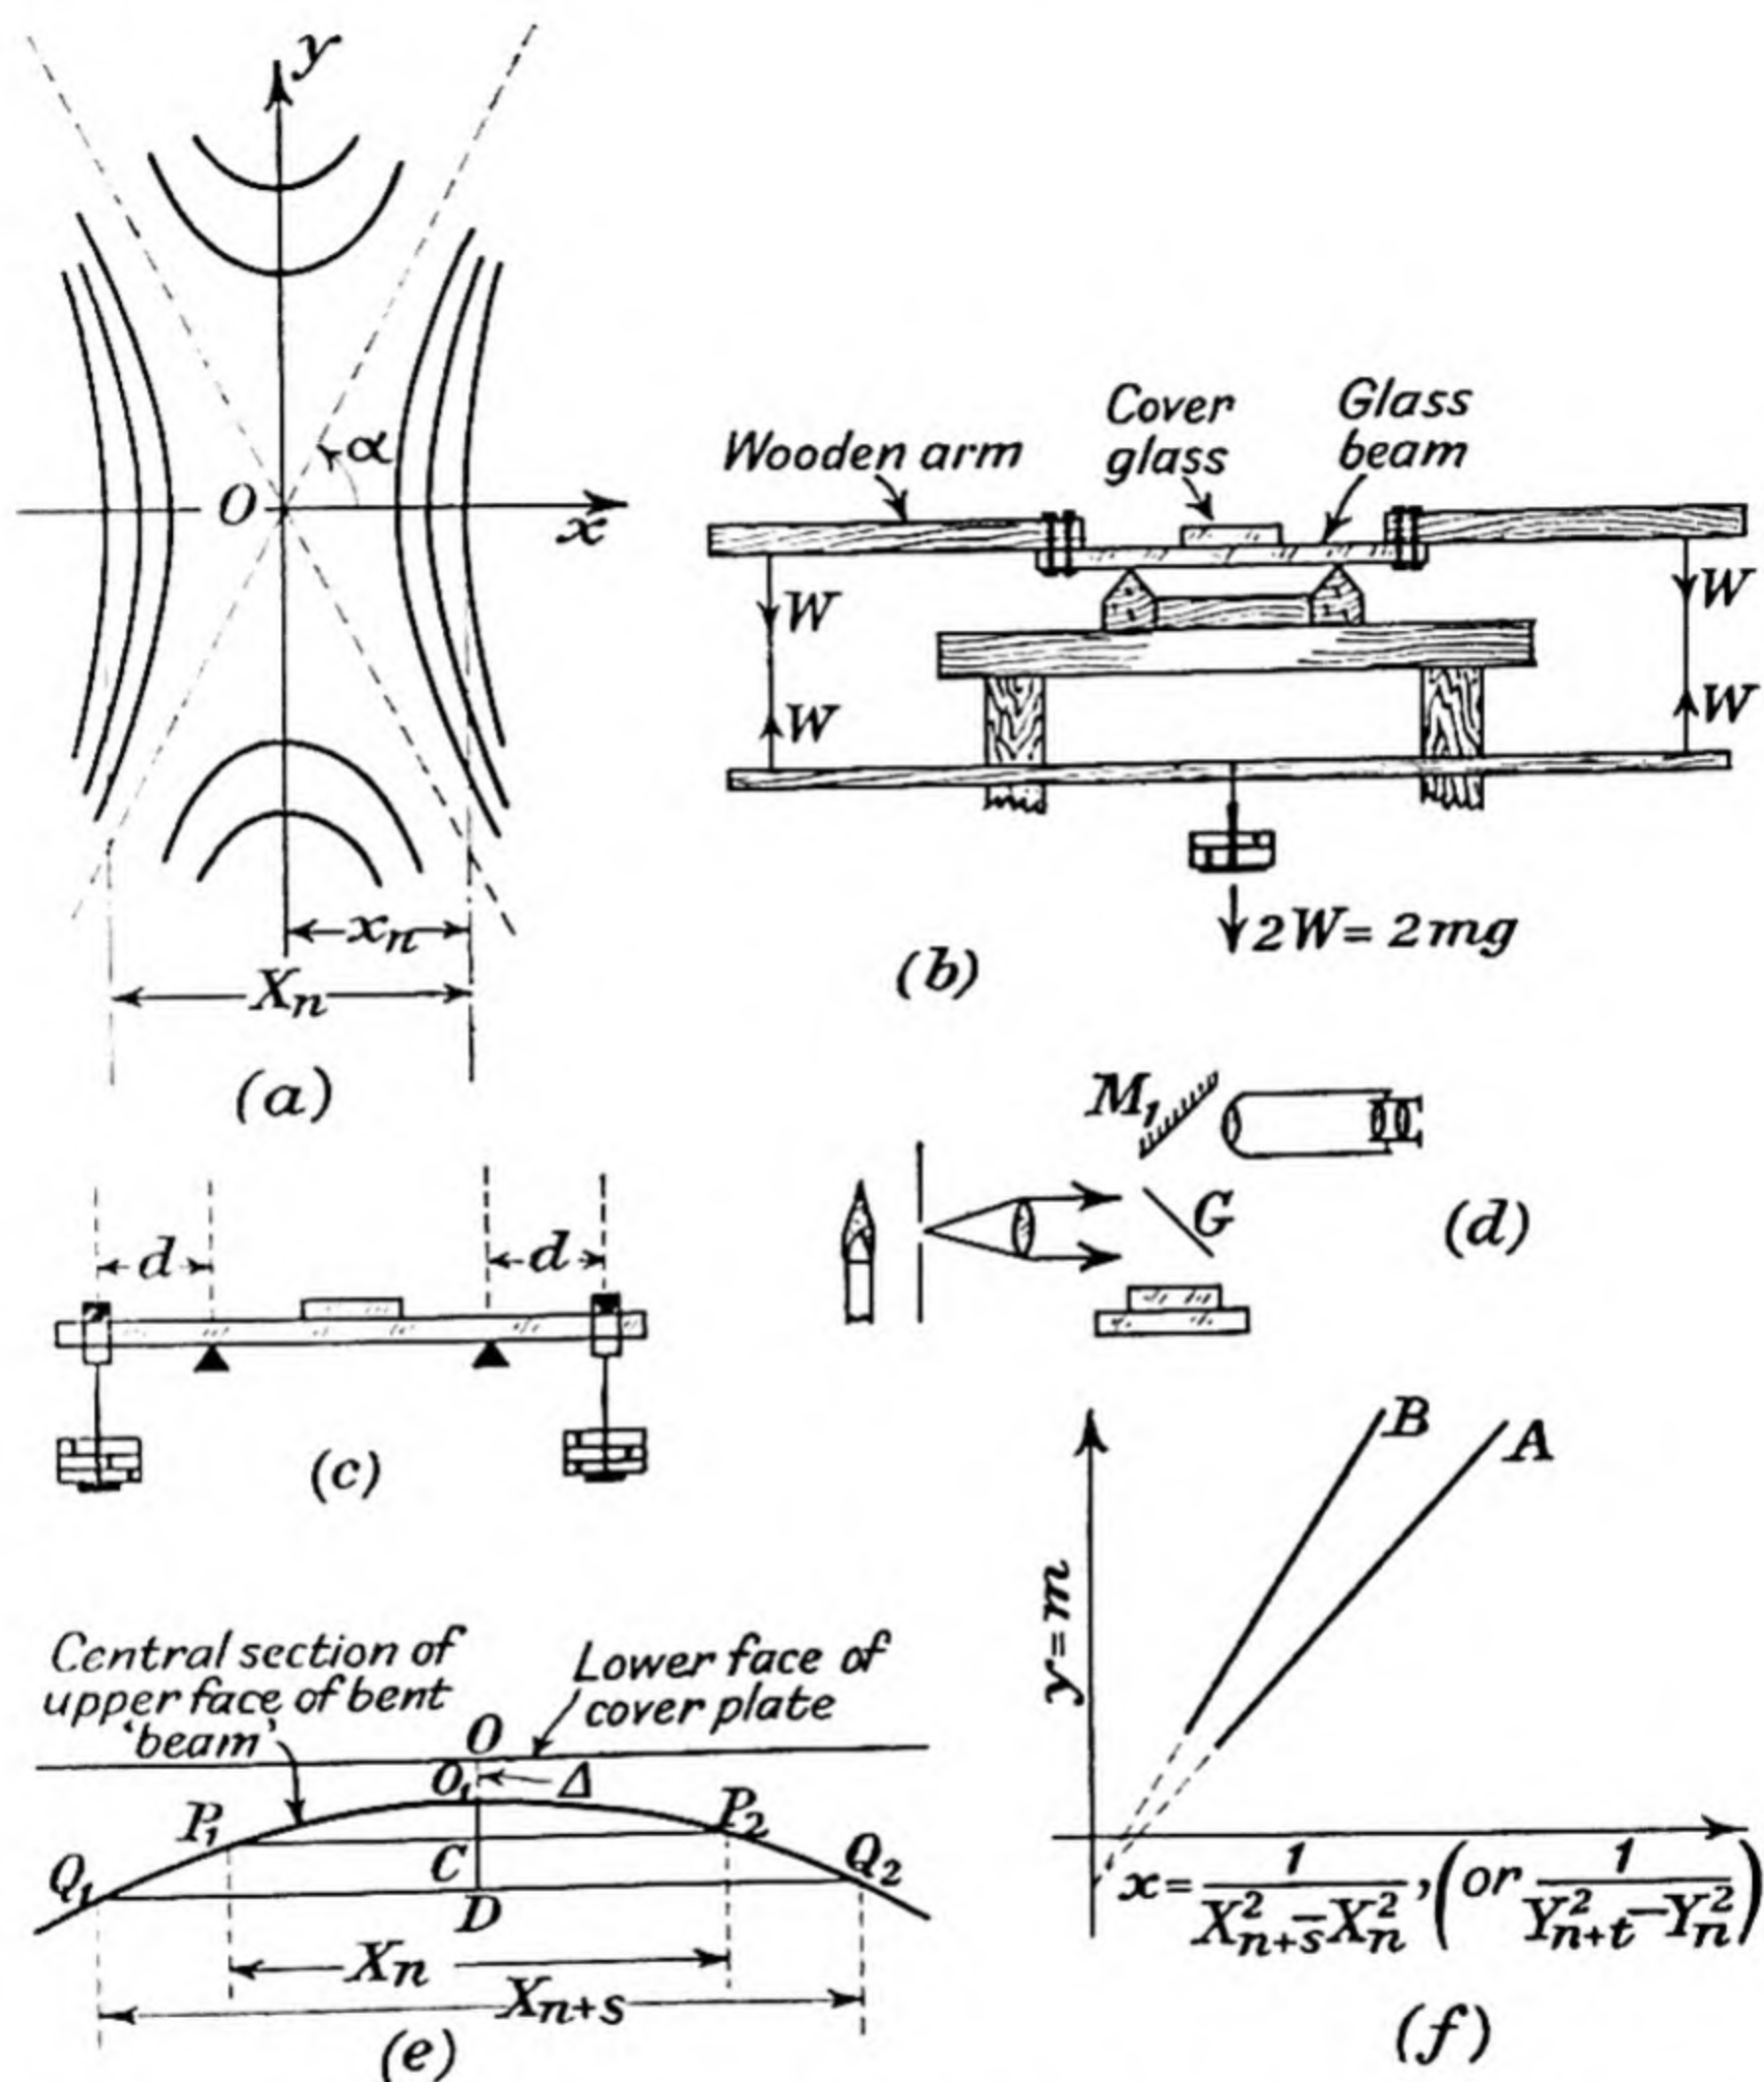 y
α
O
x
xn
Xn
(a)
Wooden arm
Cover
glass
Glass
beam
W
W
W
W
2W = 2mg
(b)
d
d
(c)
M₁
G
(d)
Central section of
upper face of bent
'beam'
Lower face of
cover plate
O
O₁
Δ
P₁
P₂
C
Q₁
Q₂
D
Xn
Xn+s
(e)
B
A
y=m
x = 1/(X²n+s − X²n), (or 1/(Y²n+t − Y²n))
(f)